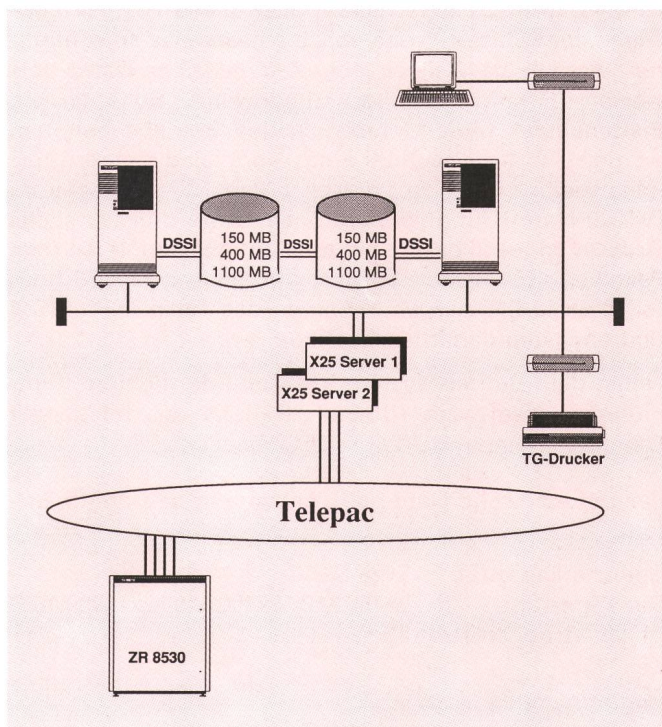 DSSI
150 MB
400 MB
1100 MB
DSSI
150 MB
400 MB
1100 MB
DSSI
X25 Server 1
X25 Server 2
TG-Drucker
Telepac
ZR 8530